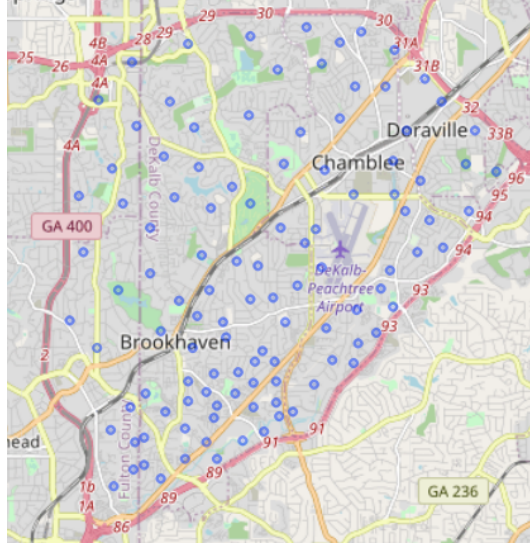 29
30
4B
28
29
25
26
4A
4A
31A
31B
32
Doraville
33B
4A
Chamblee
96
95
DeKalb County
GA 400
94
94
DeKalb-
Peachtree
Airport
93
93
2
Brookhaven
Fulton County
head
91
91
89
89
1b
1A
86
GA 236